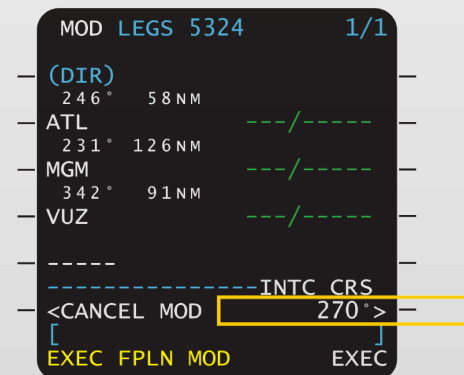 MOD LEGS 5324 1/1
(DIR)
246° 58NM
ATL ---/-----
231° 126NM
MGM ---/-----
342° 91NM
VUZ ---/-----
-----
---------------INTC CRS
<CANCEL MOD 270°>
[ ]
EXEC FPLN MOD EXEC